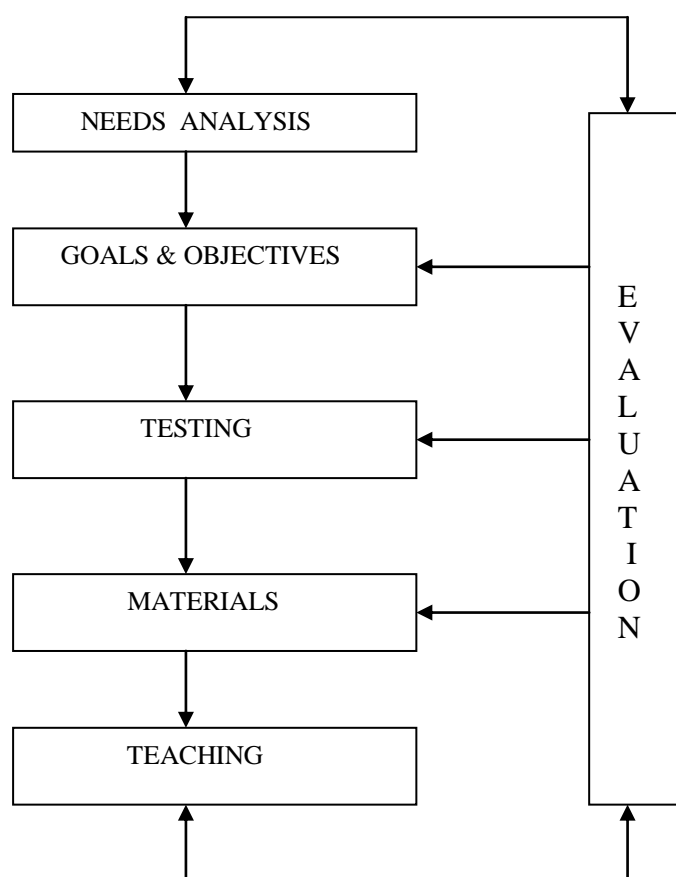 NEEDS ANALYSIS
GOALS & OBJECTIVES
TESTING
MATERIALS
TEACHING
E
V
A
L
U
A
T
I
O
N